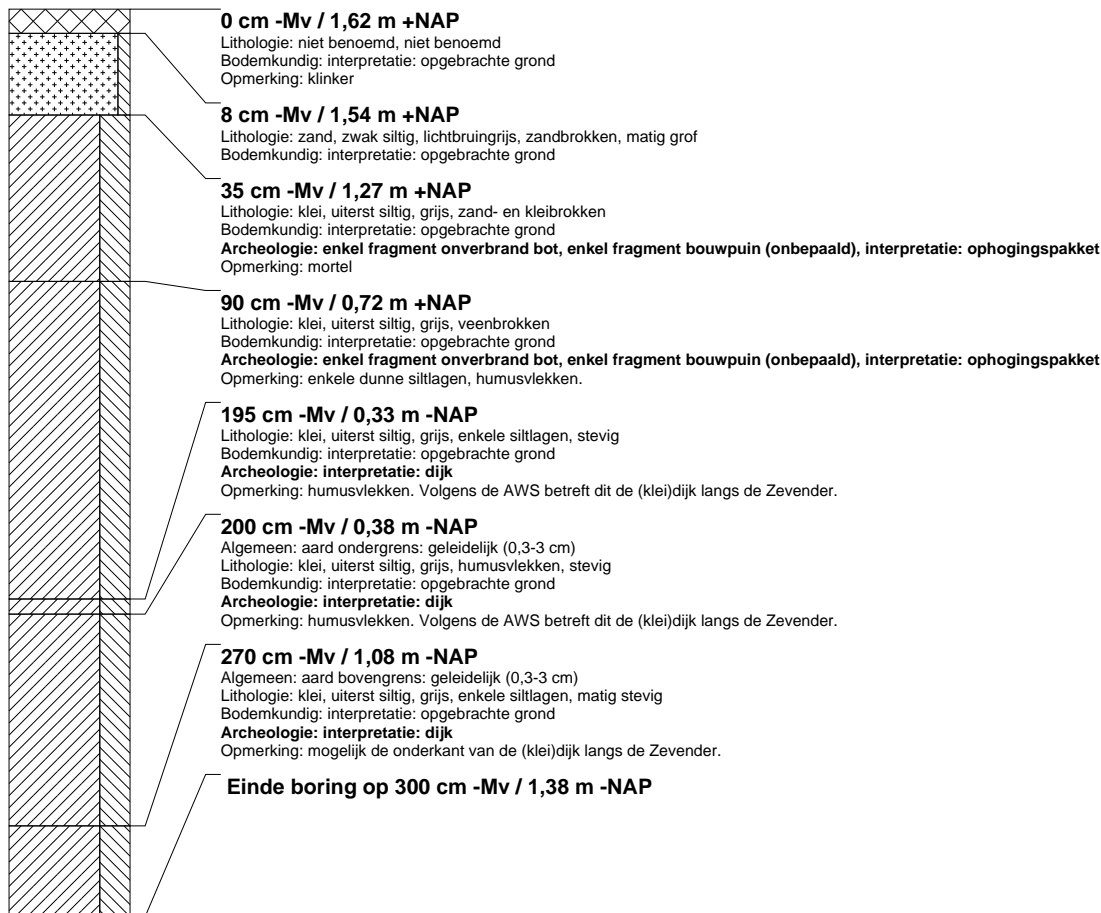 0 cm -Mv / 1,62 m +NAP
Lithologie: niet benoemd, niet benoemd
Bodemkundig: interpretatie: opgebrachte grond
Opmerking: klinker
8 cm -Mv / 1,54 m +NAP
Lithologie: zand, zwak siltig, lichtbruingrijs, zandbrokken, matig grof
Bodemkundig: interpretatie: opgebrachte grond
35 cm -Mv / 1,27 m +NAP
Lithologie: klei, uiterst siltig, grijs, zand- en kleibrokken
Bodemkundig: interpretatie: opgebrachte grond
Archeologie: enkel fragment onverbrand bot, enkel fragment bouwpuin (onbepaald), interpretatie: ophogingspakket
Opmerking: mortel
90 cm -Mv / 0,72 m +NAP
Lithologie: klei, uiterst siltig, grijs, veenbrokken
Bodemkundig: interpretatie: opgebrachte grond
Archeologie: enkel fragment onverbrand bot, enkel fragment bouwpuin (onbepaald), interpretatie: ophogingspakket
Opmerking: enkele dunne siltlagen, humusvlekken.
195 cm -Mv / 0,33 m -NAP
Lithologie: klei, uiterst siltig, grijs, enkele siltlagen, stevig
Bodemkundig: interpretatie: opgebrachte grond
Archeologie: interpretatie: dijk
Opmerking: humusvlekken. Volgens de AWS betreft dit de (klei)dijk langs de Zevender.
200 cm -Mv / 0,38 m -NAP
Algemeen: aard ondergrens: geleidelijk (0,3-3 cm)
Lithologie: klei, uiterst siltig, grijs, humusvlekken, stevig
Bodemkundig: interpretatie: opgebrachte grond
Archeologie: interpretatie: dijk
Opmerking: humusvlekken. Volgens de AWS betreft dit de (klei)dijk langs de Zevender.
270 cm -Mv / 1,08 m -NAP
Algemeen: aard bovengrens: geleidelijk (0,3-3 cm)
Lithologie: klei, uiterst siltig, grijs, enkele siltlagen, matig stevig
Bodemkundig: interpretatie: opgebrachte grond
Archeologie: interpretatie: dijk
Opmerking: mogelijk de onderkant van de (klei)dijk langs de Zevender.
Einde boring op 300 cm -Mv / 1,38 m -NAP